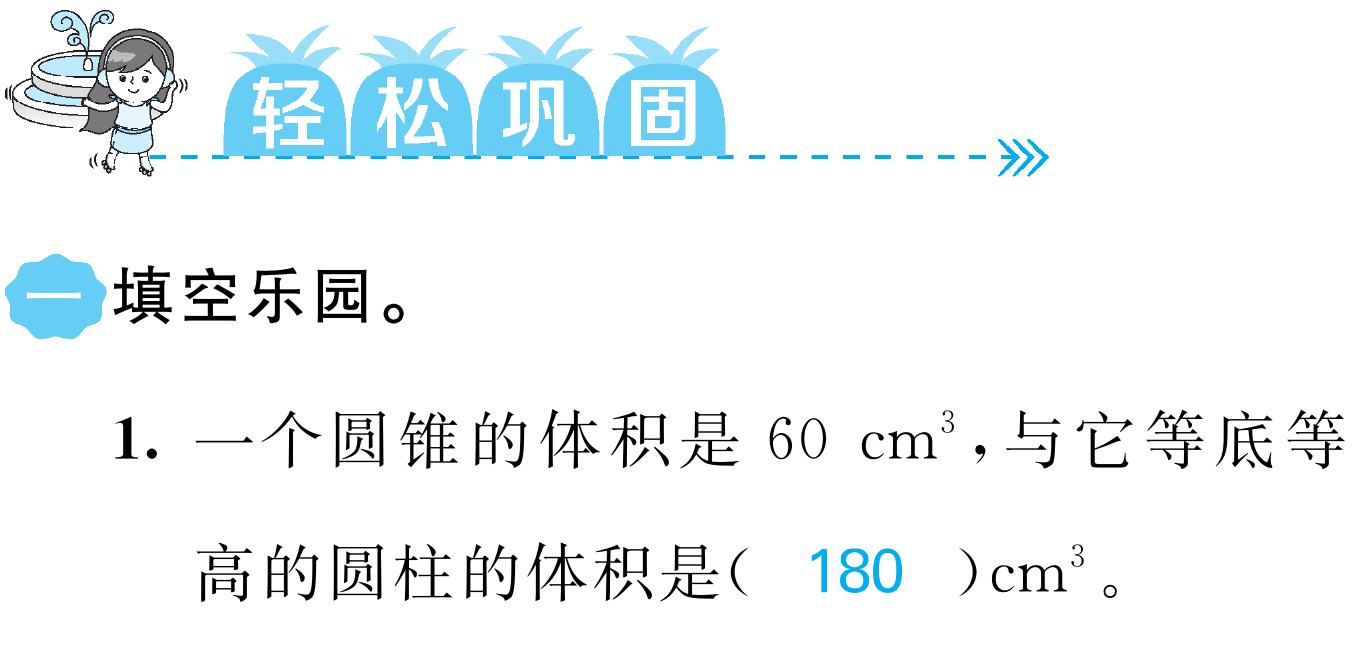 轻松巩固
一 填空乐园。
1. 一个圆锥的体积是 60 cm³,与它等底等
高的圆柱的体积是( 180 )cm³。